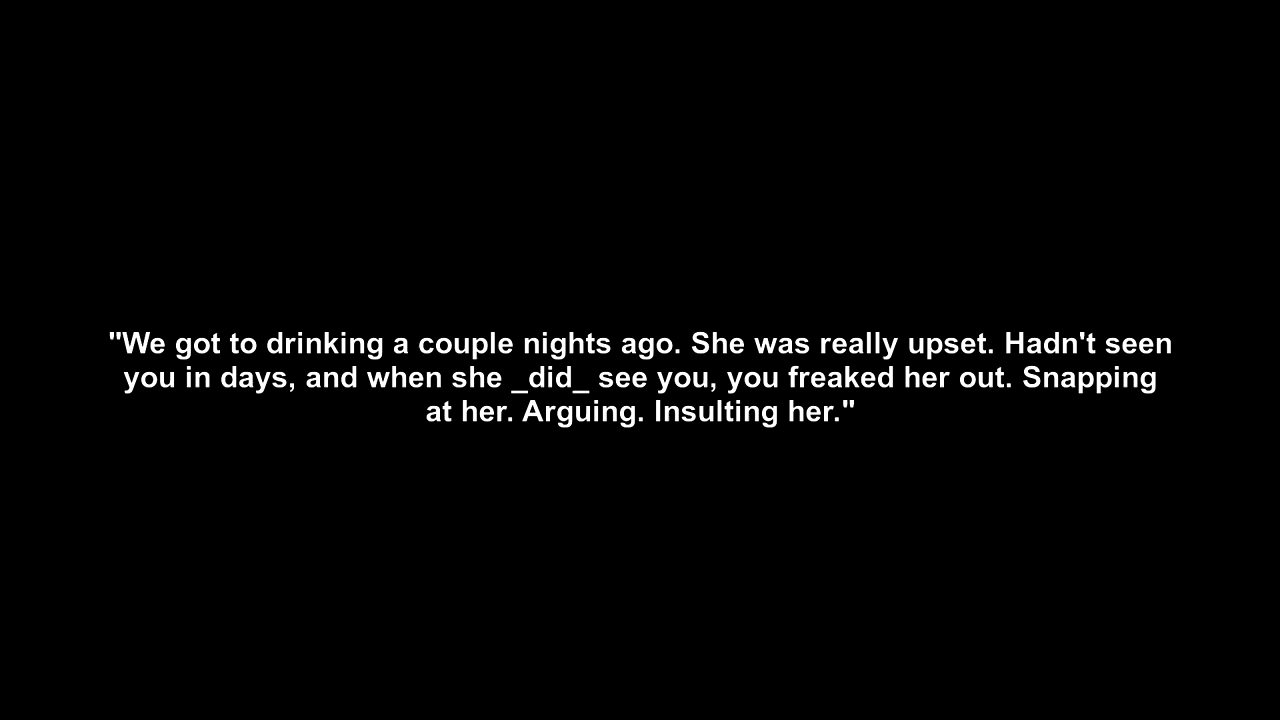 "We got to drinking a couple nights ago. She was really upset. Hadn't seen
you in days, and when she _did_ see you, you freaked her out. Snapping
at her. Arguing. Insulting her."